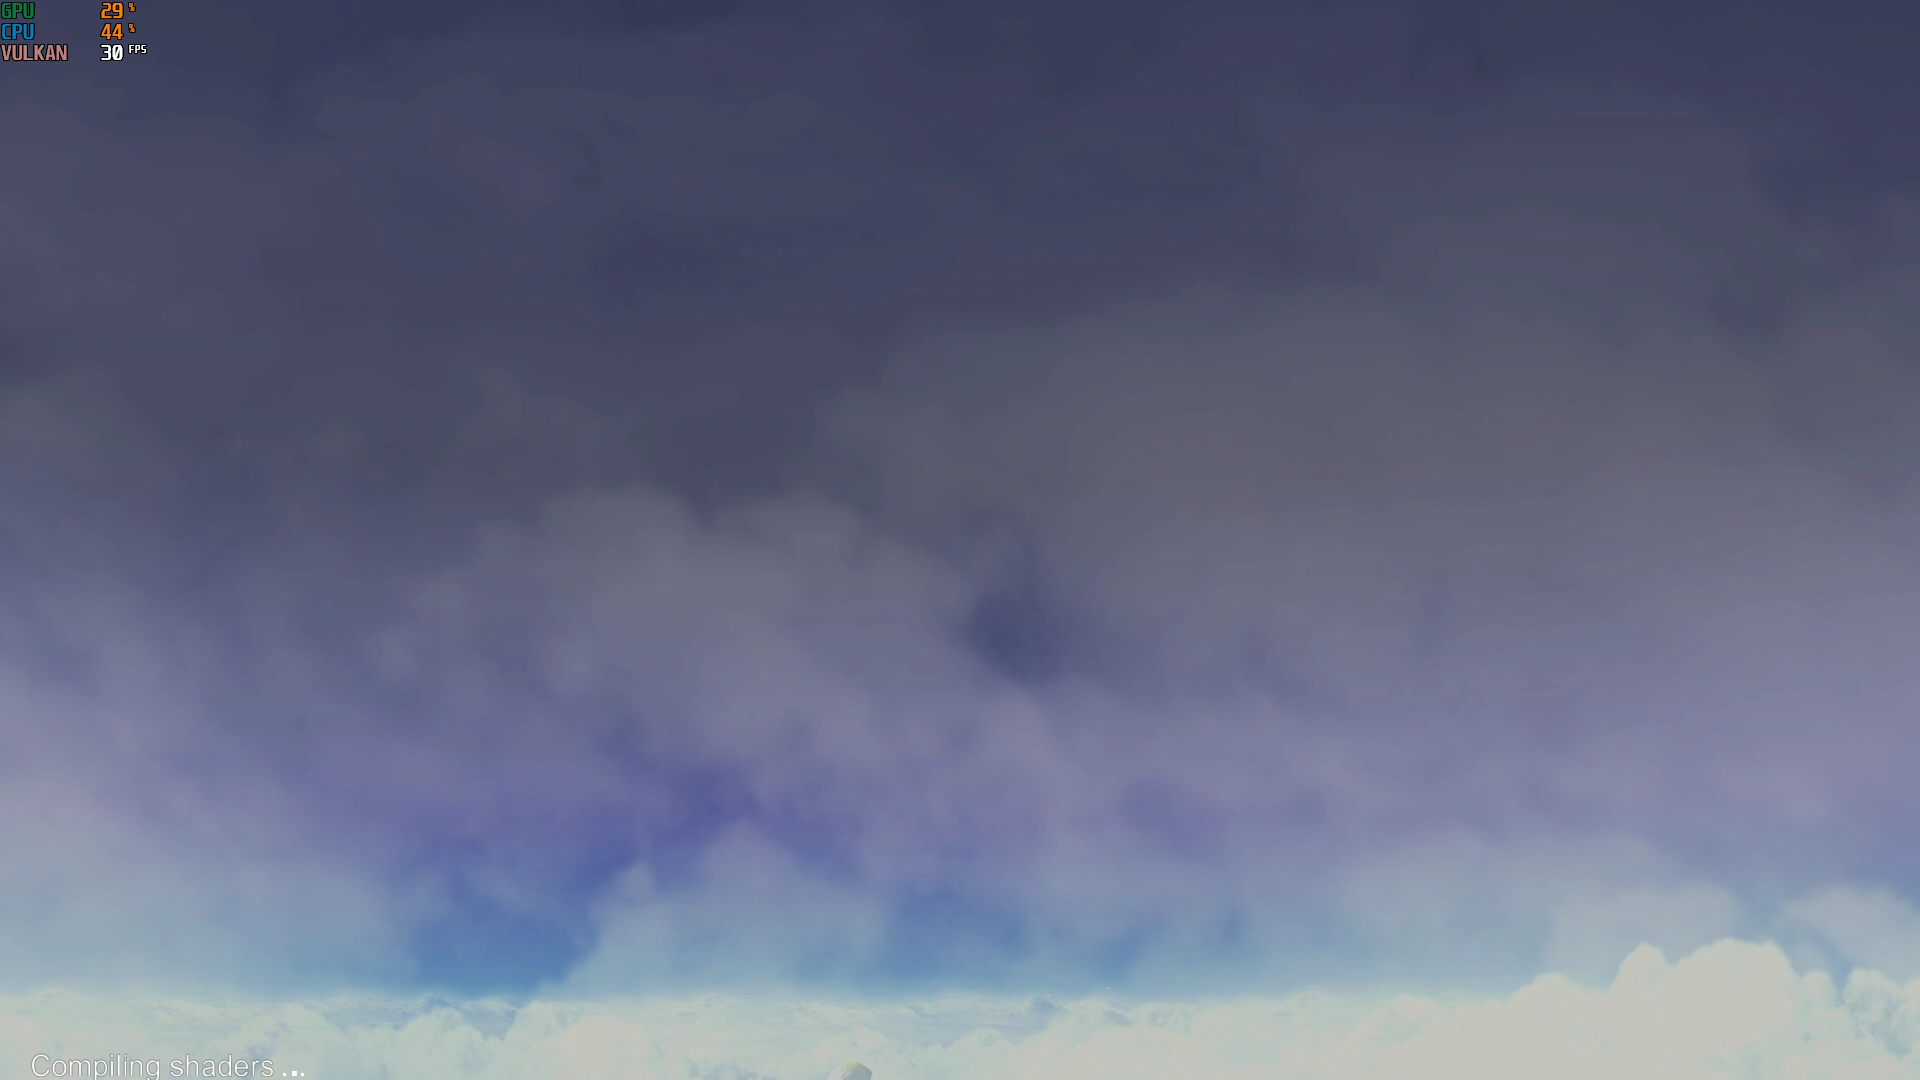 GPU 29 %
CPU 44 %
VULKAN 30 FPS
Compiling shaders ...